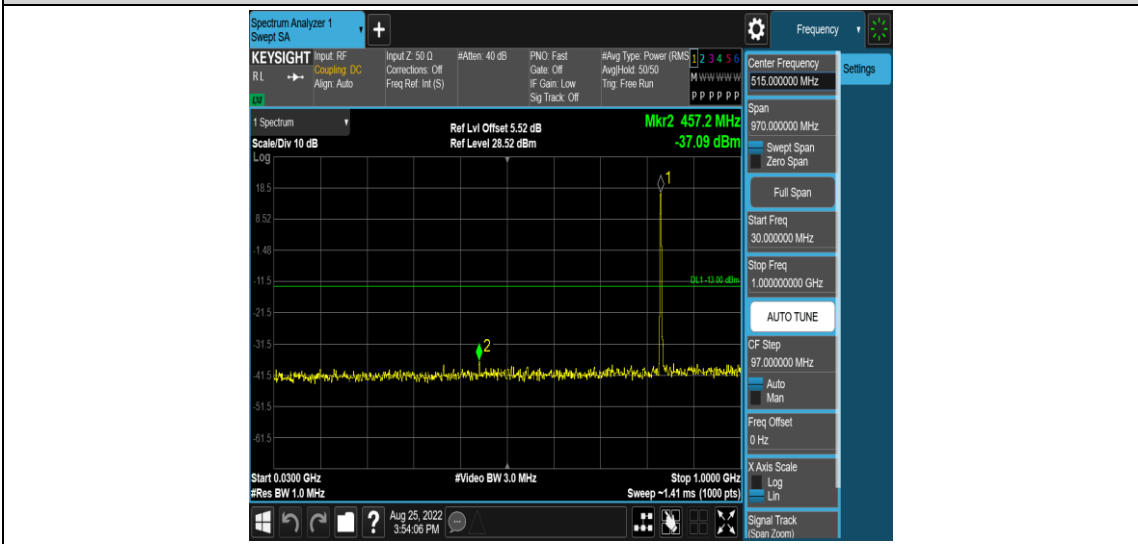 Spectrum Analyzer 1
Swept SA
+
Frequency
KEYSIGHT
Input: RF
Coupling: DC
Align: Auto
R L
LXI
Input Z: 50 Ω
Corrections: Off
Freq Ref: Int (S)
#Atten: 40 dB
PNO: Fast
Gate: Off
IF Gain: Low
Sig Track: Off
#Avg Type: Power (RMS
Avg|Hold: 50/50
Trig: Free Run
1 2 3 4 5 6
M W W W W W
P P P P P P
Center Frequency
515.000000 MHz
Settings
Span
970.000000 MHz
Swept Span
Zero Span
Full Span
Start Freq
30.000000 MHz
Stop Freq
1.000000000 GHz
AUTO TUNE
CF Step
97.000000 MHz
Auto
Man
Freq Offset
0 Hz
X Axis Scale
Log
Lin
Signal Track
(Span Zoom)
1 Spectrum
Scale/Div 10 dB
Log
Ref Lvl Offset 5.52 dB
Ref Level 28.52 dBm
Mkr2 457.2 MHz
-37.09 dBm
1
18.5
8.52
-1.48
-11.5
DL1 -13.00 dBm
-21.5
-31.5
2
-41.5
-51.5
-61.5
Start 0.0300 GHz
#Res BW 1.0 MHz
#Video BW 3.0 MHz
Stop 1.0000 GHz
Sweep ~1.41 ms (1000 pts)
?
Aug 25, 2022
3:54:06 PM